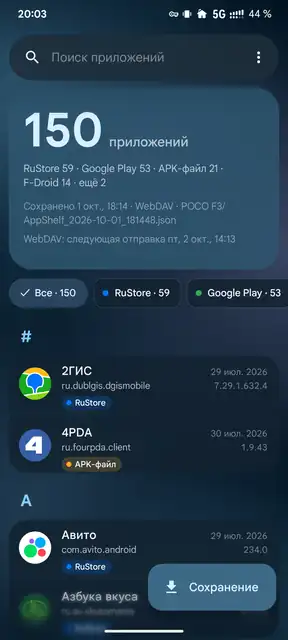 20:03 5G 44 %
Поиск приложений
150 приложений
RuStore 59 · Google Play 53 · APK-файл 21 ·
F-Droid 14 · ещё 2
Сохранено 1 окт., 18:14 · WebDAV · POCO F3/
AppShelf_2026-10-01_181448.json
WebDAV: следующая отправка пт, 2 окт., 14:13
Все · 150 RuStore · 59 Google Play · 53
#
2ГИС 29 июл. 2026
ru.dublgis.dgismobile 7.29.1.632.4
RuStore
4PDA 30 июл. 2026
ru.fourpda.client 1.9.43
APK-файл
А
Авито 29 июл. 2026
com.avito.android 234.0
RuStore
Сохранение
Азбука вкуса